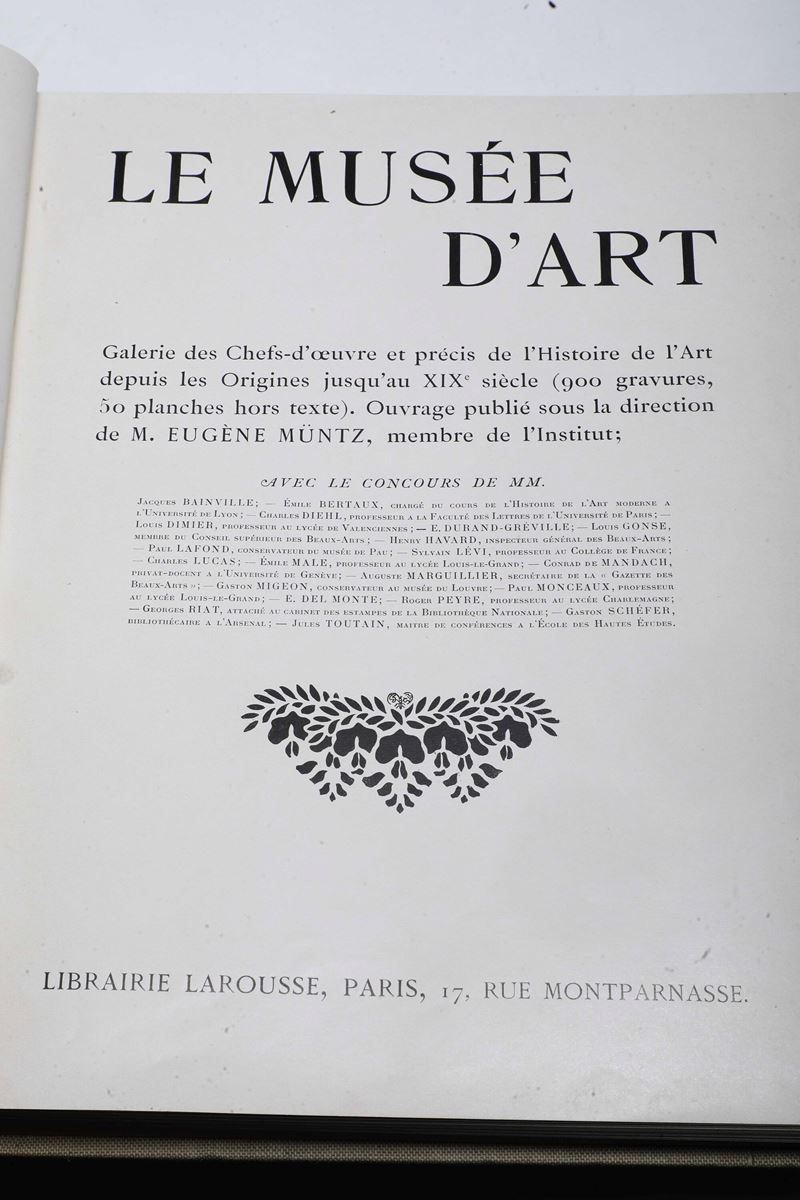 LE MUSÉE
D'ART
Galerie des Chefs-d'œuvre et précis de l'Histoire de l'Art
depuis les Origines jusqu'au XIXe siècle (900 gravures,
50 planches hors texte). Ouvrage publié sous la direction
de M. EUGÈNE MÜNTZ, membre de l'Institut;
AVEC LE CONCOURS DE MM.
Jacques BAINVILLE; — Émile BERTAUX, chargé du cours de l'Histoire de l'Art moderne a
l'Université de Lyon; — Charles DIEHL, professeur a la Faculté des Lettres de l'Université de Paris; —
Louis DIMIER, professeur au lycée de Valenciennes; — E. DURAND-GRÉVILLE; — Louis GONSE,
membre du Conseil supérieur des Beaux-Arts; — Henry HAVARD, inspecteur général des Beaux-Arts;
— Paul LAFOND, conservateur du musée de Pau; — Sylvain LÉVI, professeur au Collège de France;
— Charles LUCAS; — Émile MALE, professeur au lycée Louis-le-Grand; — Conrad de MANDACH,
privat-docent a l'Université de Genève; — Auguste MARGUILLIER, secrétaire de la « Gazette des
Beaux-Arts »; — Gaston MIGEON, conservateur au musée du Louvre; — Paul MONCEAUX, professeur
au lycée Louis-le-Grand; — E. DEL MONTE; — Roger PEYRE, professeur au lycée Charlemagne;
— Georges RIAT, attaché au cabinet des estampes de la Bibliothèque Nationale; — Gaston SCHÉFER,
bibliothécaire a l'Arsenal; — Jules TOUTAIN, maitre de conférences a l'École des Hautes Études.
LIBRAIRIE LAROUSSE, PARIS, 17, RUE MONTPARNASSE.